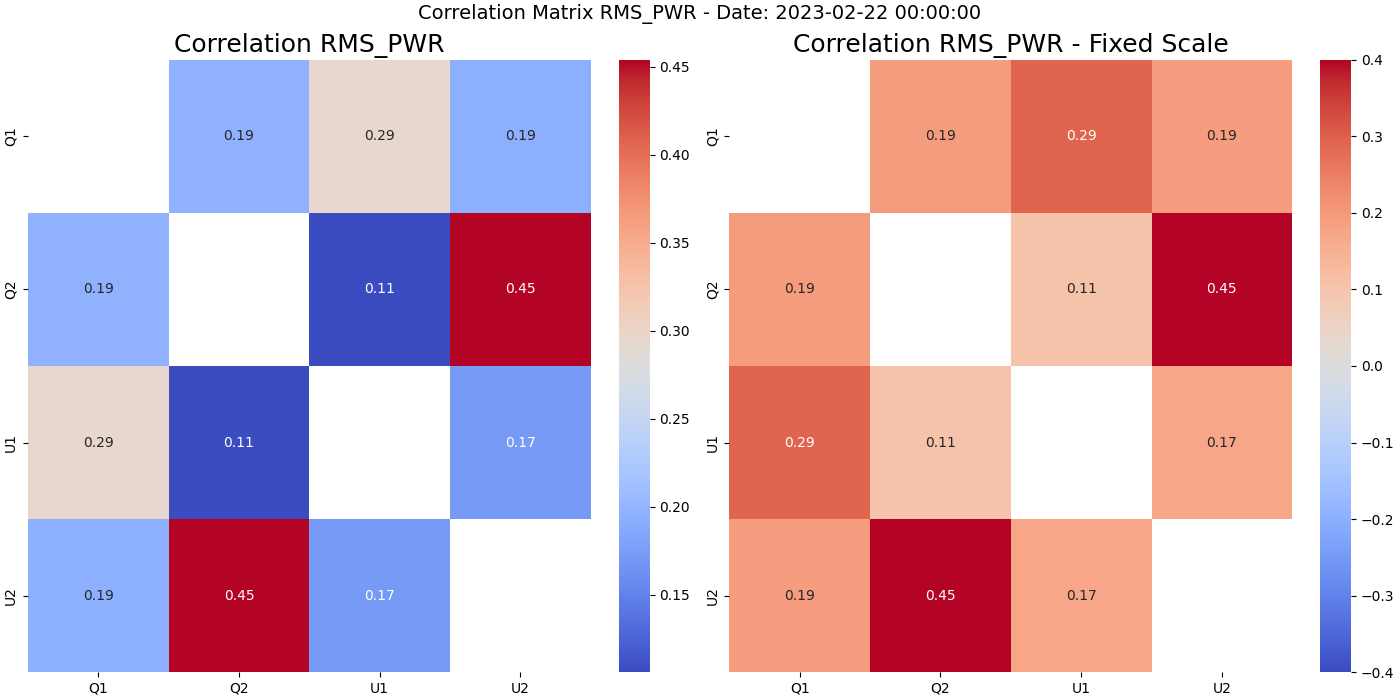 Correlation Matrix RMS_PWR - Date: 2023-02-22 00:00:00
Correlation RMS_PWR
Q1
0.19
0.29
0.19
Q2
0.19
0.11
0.45
U1
0.29
0.11
0.17
U2
0.19
0.45
0.17
Q1
Q2
U1
U2
0.45
0.40
0.35
0.30
0.25
0.20
0.15
Correlation RMS_PWR - Fixed Scale
Q1
0.19
0.29
0.19
Q2
0.19
0.11
0.45
U1
0.29
0.11
0.17
U2
0.19
0.45
0.17
Q1
Q2
U1
U2
0.4
0.3
0.2
0.1
0.0
−0.1
−0.2
−0.3
−0.4